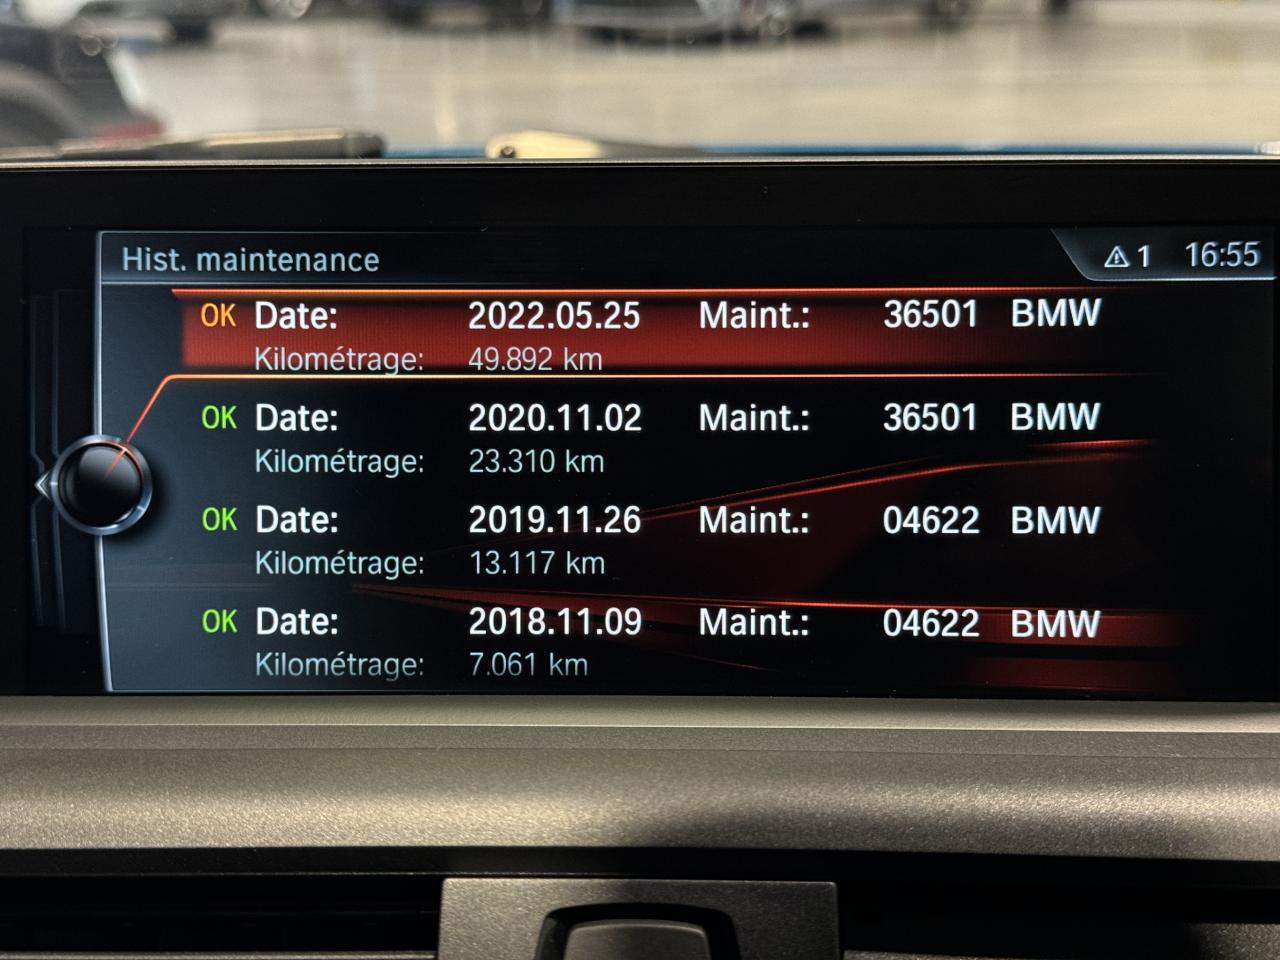 Hist. maintenance 1 16:55
OK Date: 2022.05.25 Maint.: 36501 BMW
Kilométrage: 49.892 km
OK Date: 2020.11.02 Maint.: 36501 BMW
Kilométrage: 23.310 km
OK Date: 2019.11.26 Maint.: 04622 BMW
Kilométrage: 13.117 km
OK Date: 2018.11.09 Maint.: 04622 BMW
Kilométrage: 7.061 km